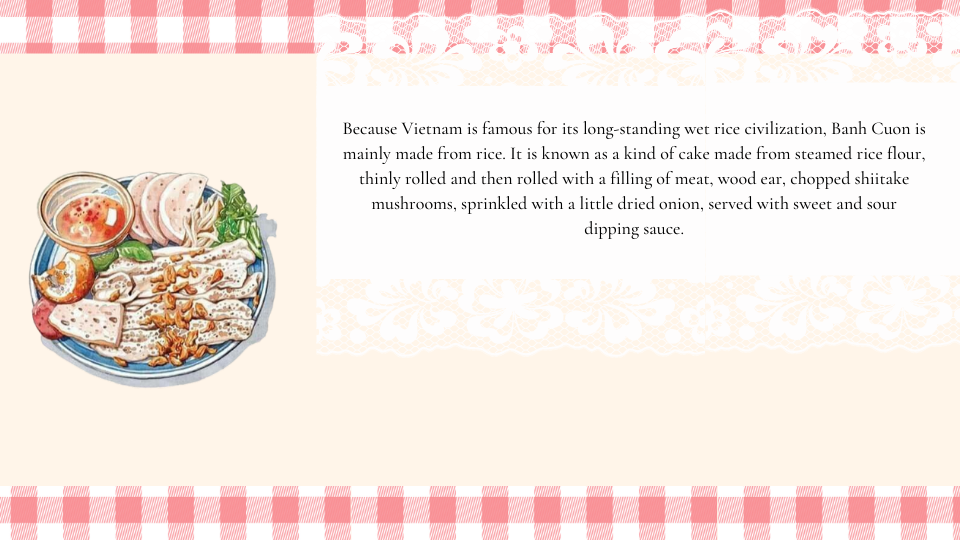 Because Vietnam is famous for its long-standing wet rice civilization, Banh Cuon is
mainly made from rice. It is known as a kind of cake made from steamed rice flour,
thinly rolled and then rolled with a filling of meat, wood ear, chopped shiitake
mushrooms, sprinkled with a little dried onion, served with sweet and sour
dipping sauce.